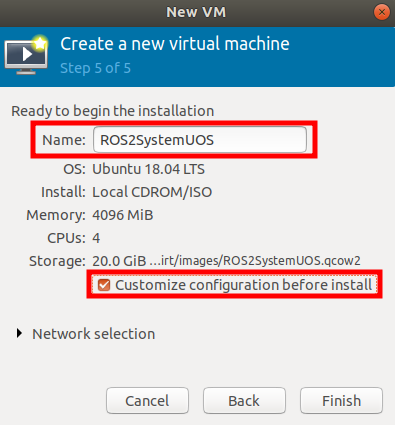 New VM
Create a new virtual machine
Step 5 of 5
Ready to begin the installation
Name: ROS2SystemUOS
OS: Ubuntu 18.04 LTS
Install: Local CDROM/ISO
Memory: 4096 MiB
CPUs: 4
Storage: 20.0 GiB ...irt/images/ROS2SystemUOS.qcow2
Customize configuration before install
Network selection
Cancel Back Finish